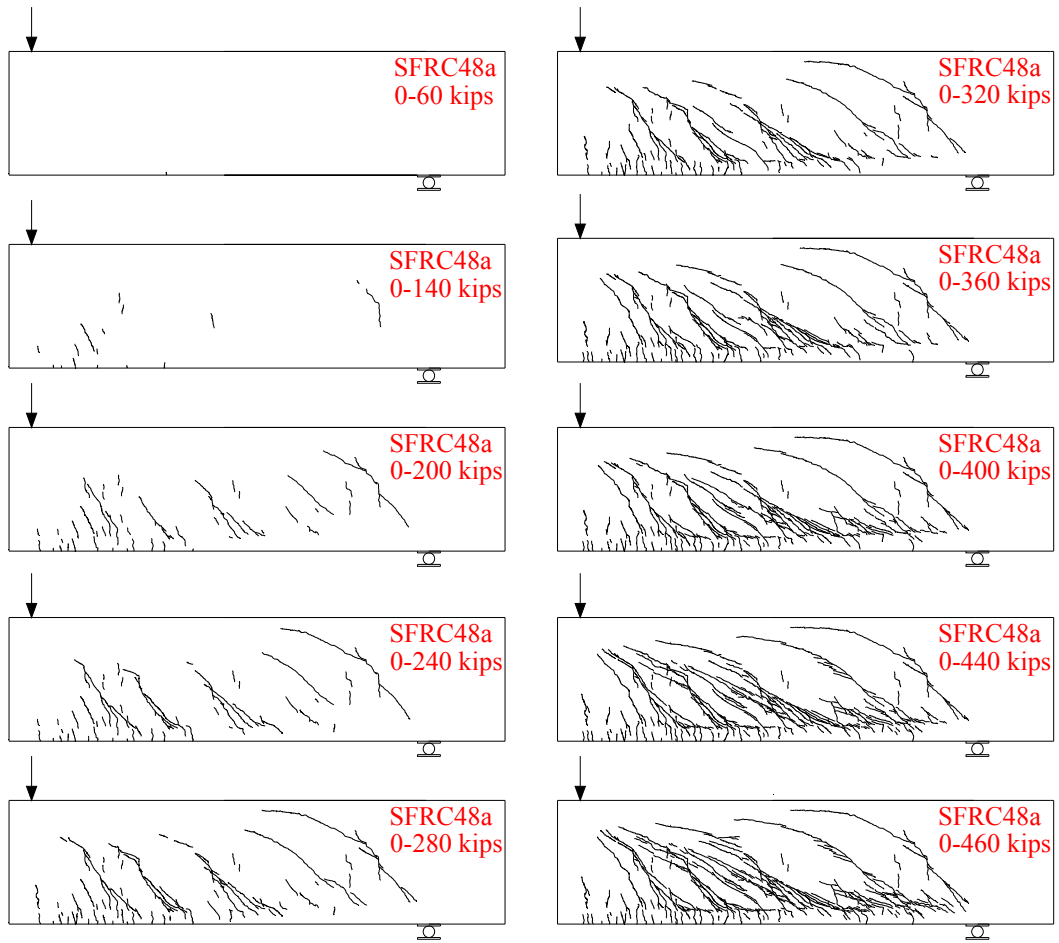 SFRC48a
0-60 kips
SFRC48a
0-140 kips
SFRC48a
0-200 kips
SFRC48a
0-240 kips
SFRC48a
0-280 kips
SFRC48a
0-320 kips
SFRC48a
0-360 kips
SFRC48a
0-400 kips
SFRC48a
0-440 kips
SFRC48a
0-460 kips